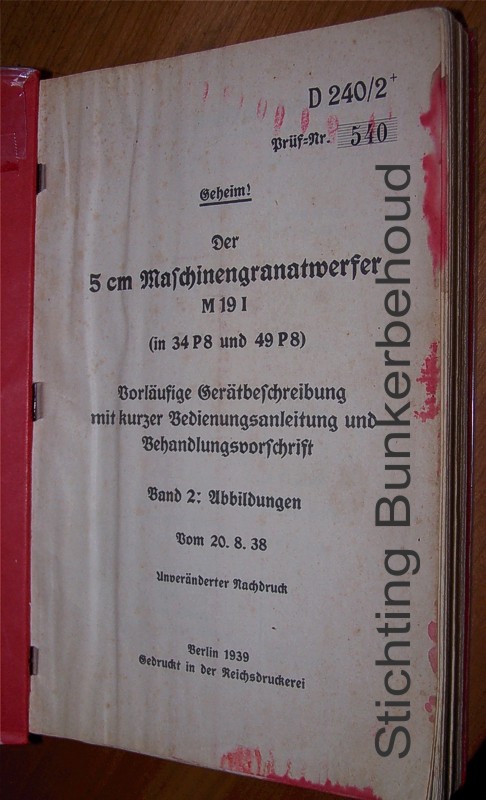 D 240/2+
Prüf-Nr. 540
Geheim!
Der
5 cm Maschinengranatwerfer
M 19 I
(in 34 P8 und 49 P8)
Vorläufige Gerätbeschreibung
mit kurzer Bedienungsanleitung und
Behandlungsvorschrift
Band 2: Abbildungen
Vom 20. 8. 38
Unveränderter Nachdruck
Berlin 1939
Gedruckt in der Reichsdruckerei
Stichting Bunkerbehoud